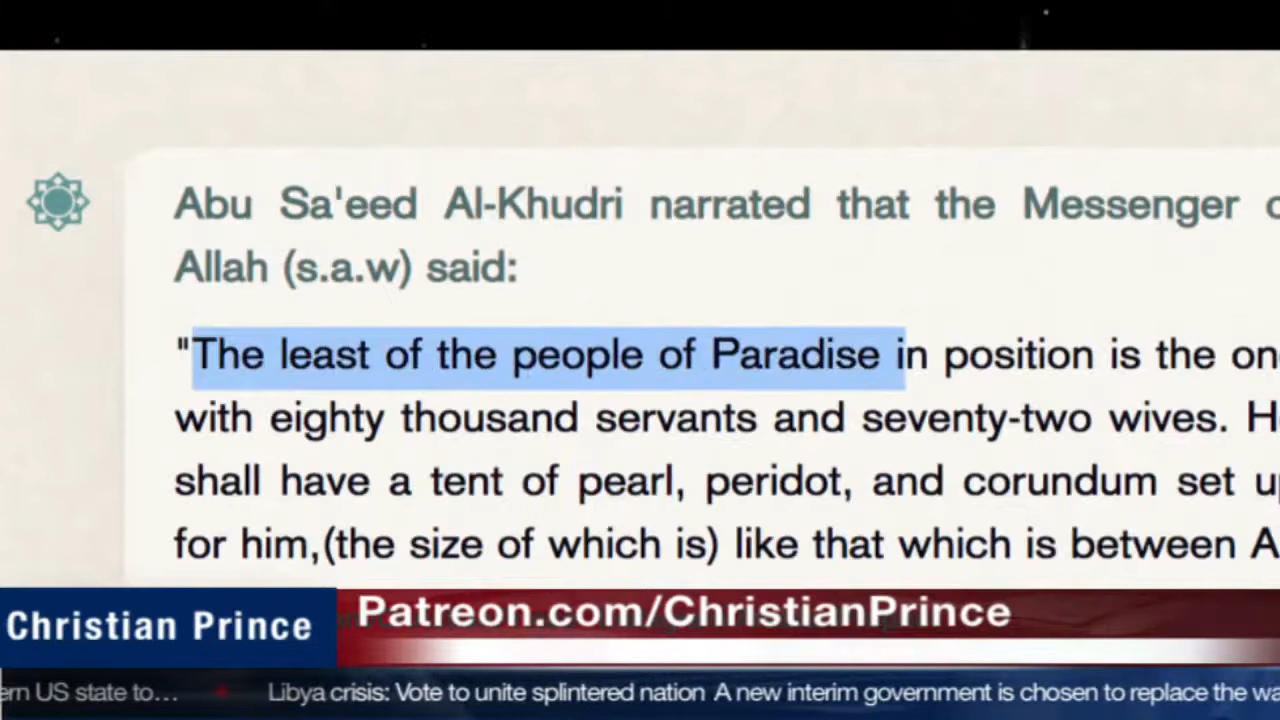 Abu Sa'eed Al-Khudri narrated that the Messenger
Allah (s.a.w) said:
"The least of the people of Paradise in position is the
with eighty thousand servants and seventy-two wives.
shall have a tent of pearl, peridot, and corundum set
for him,(the size of which is) like that which is between
Christian Prince
Patreon.com/ChristianPrince
US state to...
Libya crisis: Vote to unite splintered nation A new interim government is chosen to replace the